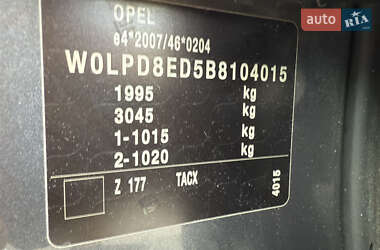 auto RIA.com
OPEL
e4*2007/46*0204
W0LPD8ED5B8104015
1995 kg
3045 kg
1-1015 kg
2-1020 kg
Z 177 TACX 4015